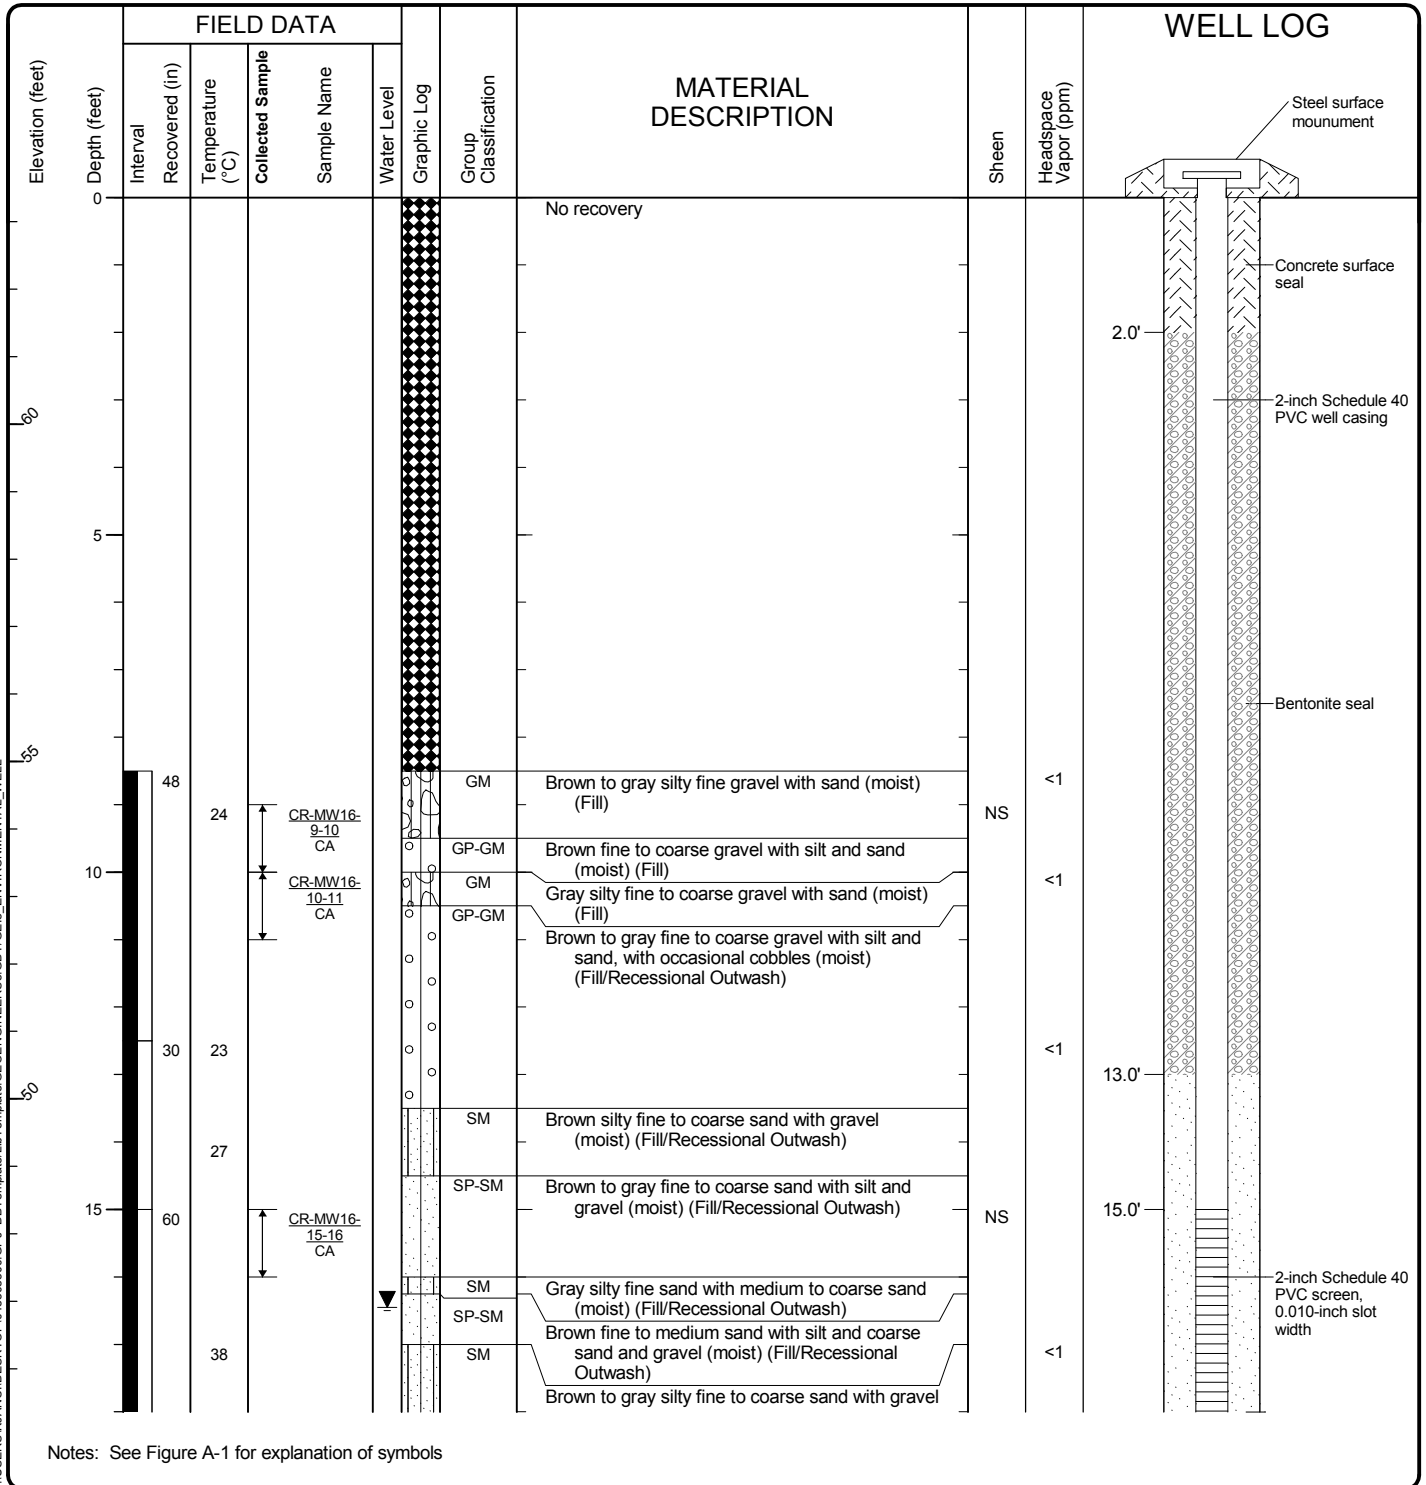 FIELD DATA
WELL LOG
Elevation (feet)
Depth (feet)
Interval
Recovered (in)
Temperature
(°C)
Collected Sample
Sample Name
Water Level
Graphic Log
Group
Classification
MATERIAL
DESCRIPTION
Sheen
Headspace
Vapor (ppm)
Steel surface
mounument
0
No recovery
Concrete surface
seal
2.0'
60
2-inch Schedule 40
PVC well casing
5
Bentonite seal
55
48
GM
Brown to gray silty fine gravel with sand (moist)
(Fill)
<1
24
CR-MW16-
9-10
CA
NS
GP-GM
Brown fine to coarse gravel with silt and sand
(moist) (Fill)
10
CR-MW16-
10-11
CA
GM
Gray silty fine to coarse gravel with sand (moist)
(Fill)
<1
GP-GM
Brown to gray fine to coarse gravel with silt and
sand, with occasional cobbles (moist)
(Fill/Recessional Outwash)
30
23
<1
13.0'
50
SM
Brown silty fine to coarse sand with gravel
(moist) (Fill/Recessional Outwash)
27
SP-SM
Brown to gray fine to coarse sand with silt and
gravel (moist) (Fill/Recessional Outwash)
15
60
CR-MW16-
15-16
CA
NS
15.0'
SM
Gray silty fine sand with medium to coarse sand
(moist) (Fill/Recessional Outwash)
2-inch Schedule 40
PVC screen,
0.010-inch slot
width
SP-SM
Brown fine to medium sand with silt and coarse
sand and gravel (moist) (Fill/Recessional
Outwash)
38
SM
<1
Brown to gray silty fine to coarse sand with gravel
Notes: See Figure A-1 for explanation of symbols